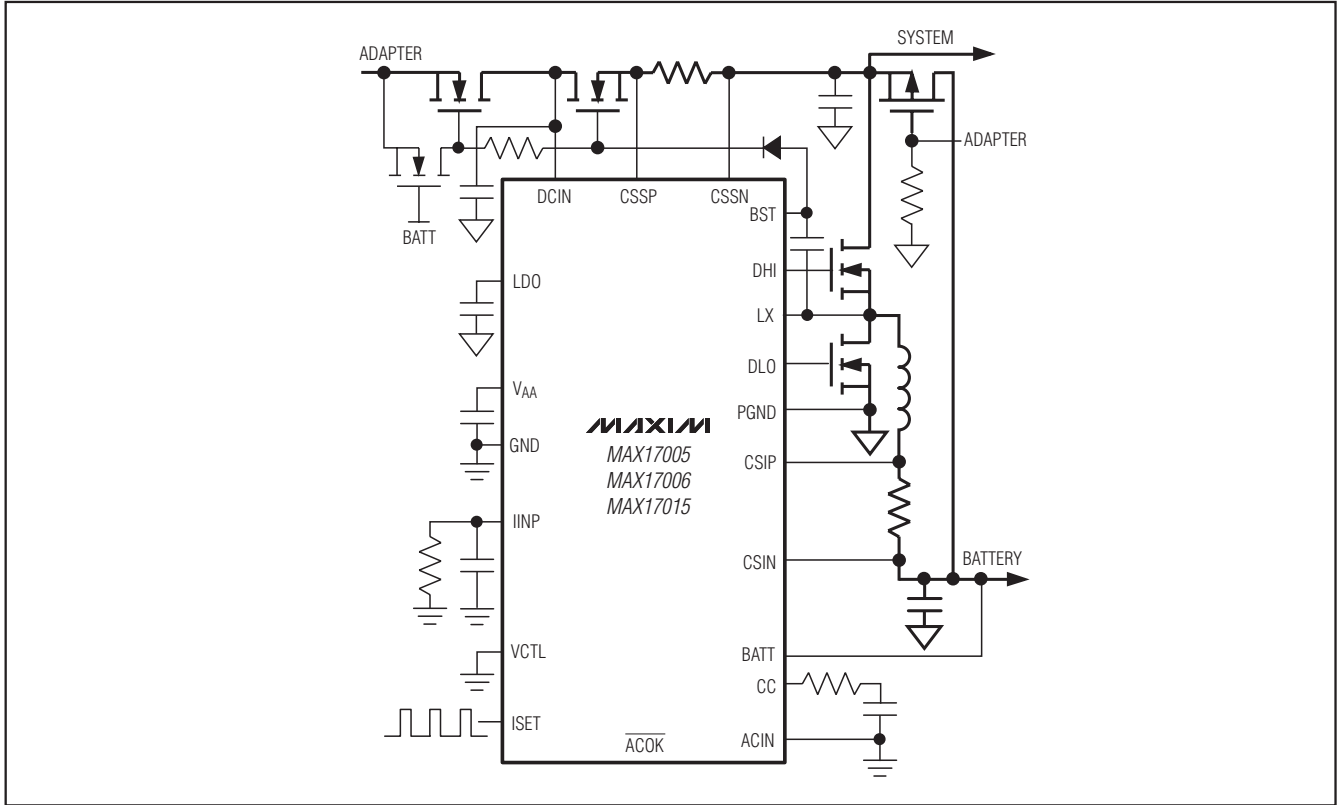 SYSTEM
ADAPTER
ADAPTER
BATT
DCIN
CSSP
CSSN
BST
LDO
DHI
LX
DLO
VAA
PGND
MAXIM
GND
MAX17005
CSIP
MAX17006
MAX17015
IINP
CSIN
BATTERY
VCTL
BATT
CC
ISET
ACOK
ACIN